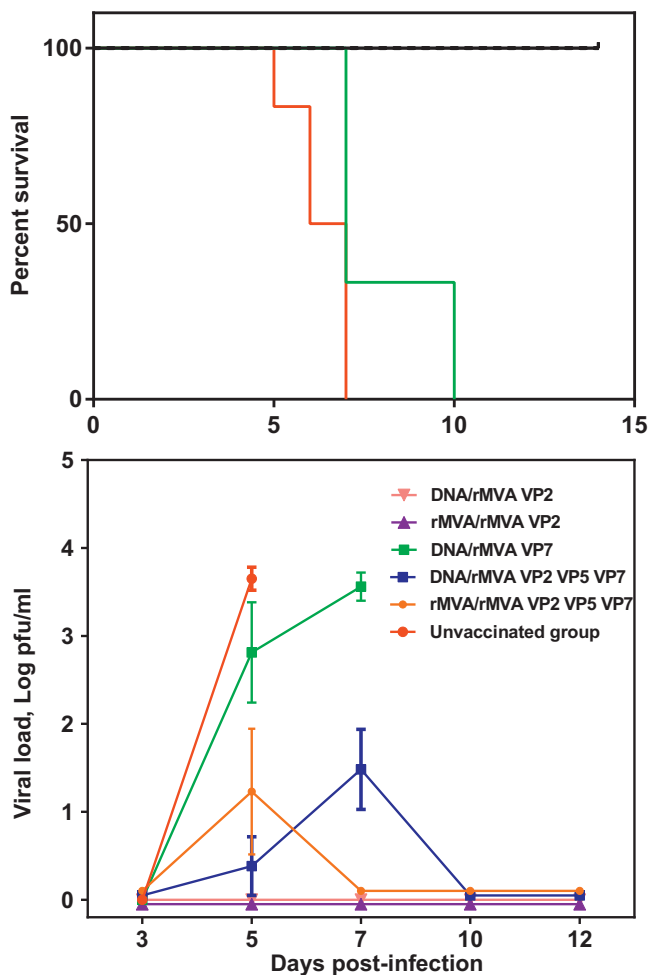 Percent survival
100
50
0
0 5 10 15
Viral load, Log pfu/ml
5
4
3
2
1
0
DNA/rMVA VP2
rMVA/rMVA VP2
DNA/rMVA VP7
DNA/rMVA VP2 VP5 VP7
rMVA/rMVA VP2 VP5 VP7
Unvaccinated group
3 5 7 10 12
Days post-infection